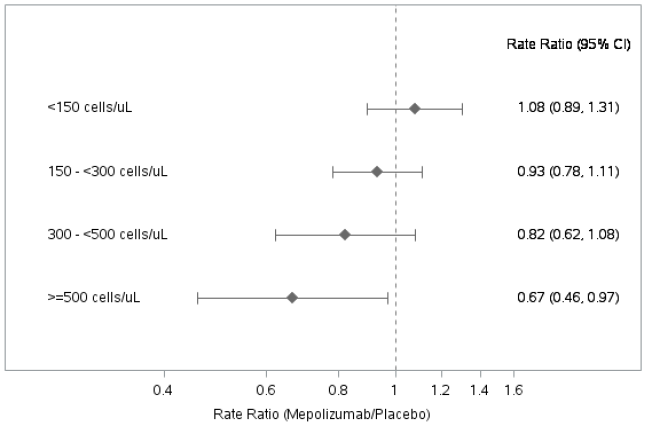 Rate Ratio (95% CI)
<150 cells/uL 1.08 (0.89, 1.31)
150 - <300 cells/uL 0.93 (0.78, 1.11)
300 - <500 cells/uL 0.82 (0.62, 1.08)
>=500 cells/uL 0.67 (0.46, 0.97)
0.4 0.6 0.8 1 1.2 1.4 1.6
Rate Ratio (Mepolizumab/Placebo)